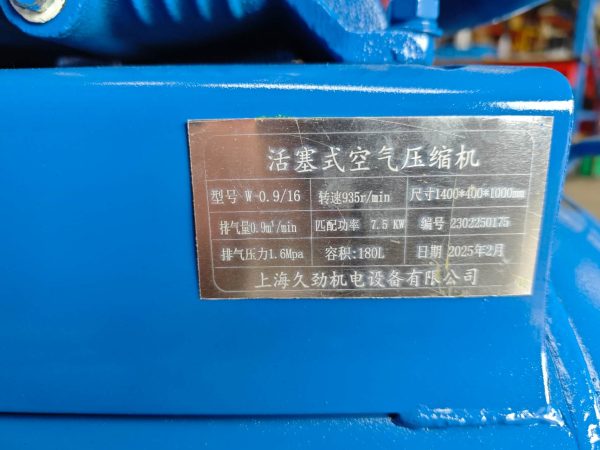 活塞式空气压缩机
型号 W-0.9/16 转速935r/min 尺寸1400*400*1000mm
排气量0.9m³/min 匹配功率 7.5 KW 编号 2302250175
排气压力1.6Mpa 容积:180L 日期 2025年2月
上海久劲机电设备有限公司